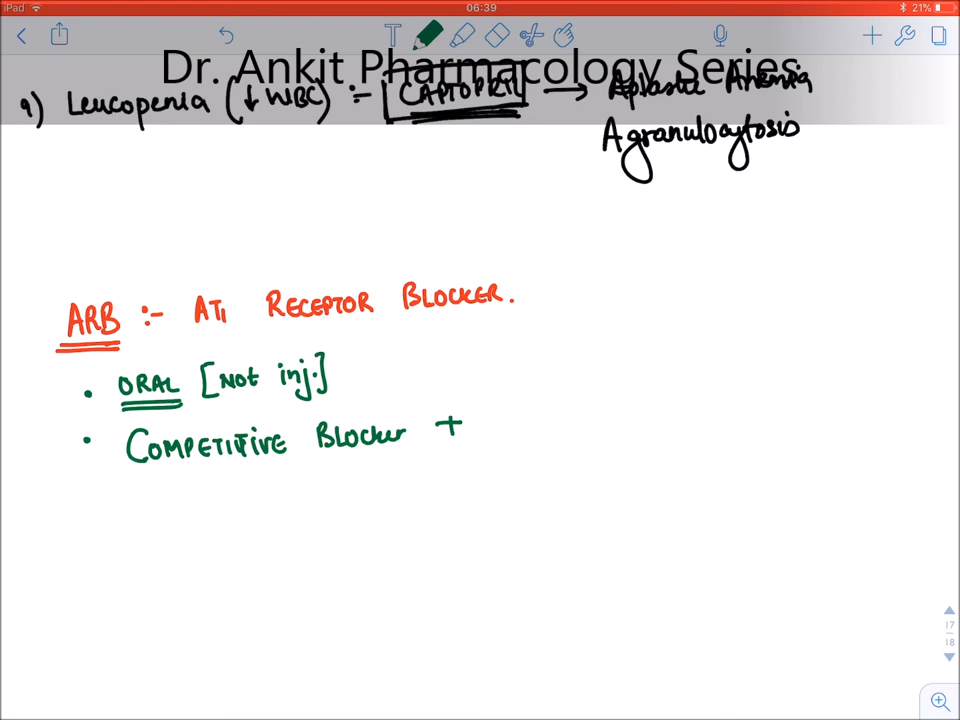 iPad 06:39 21%
T
Dr. Ankit Pharmacology Series
9) Leucopenia (↓ WBC) :- CAPTOPRIL → Aplastic Anemia
Agranulocytosis
ARB :- AT1 RECEPTOR BLOCKER.
• ORAL [Not inj.]
• COMPETITIVE BLOCKER +
17
18